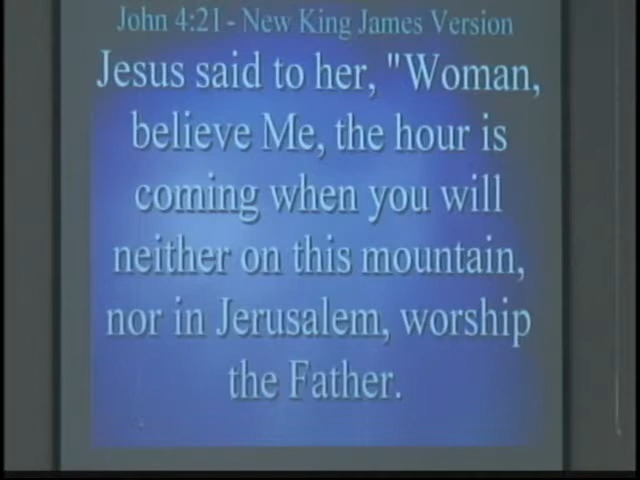 John 4:21 - New King James Version
Jesus said to her, "Woman,
believe Me, the hour is
coming when you will
neither on this mountain,
nor in Jerusalem, worship
the Father.